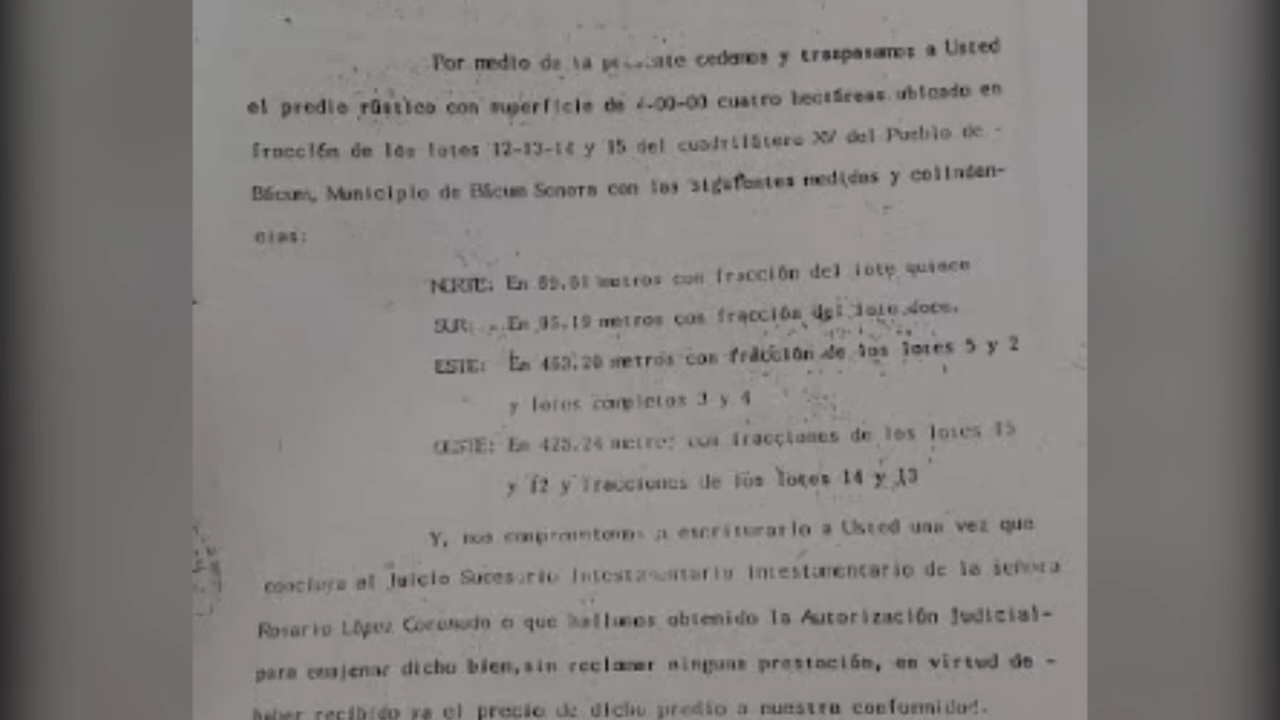 Por medio de la presente cedemos y traspasamos a Usted
el predio rústico con superficie de 4-00-00 cuatro hectáreas ubicado en
fracción de los lotes 12-13-14 y 15 del cuadrilátero XV del Pueblo de -
Bácum, Municipio de Bácum Sonora con las siguientes medidas y colinden-
cias:
NORTE: En metros con fracción del lote quince
SUR: En 95.19 metros con fracción del lote doce.
ESTE: En 453.20 metros con fracción de los lotes 5 y 2
y lotes completos 3 y 4
OESTE: En 425.24 metros con fracciones de los lotes 15
y 12 y fracciones de los lotes 14 y 13
Y, nos comprometemos a escriturarlo a Usted una vez que
concluya el Juicio Sucesorio Intestamentario intestamentario de la señora
Rosario López Coronado o que hallamos obtenido la Autorización Judicial-
para enajenar dicho bien, sin reclamar ninguna prestación, en virtud de -
haber recibido ya el precio de dicho predio a nuestra conformidad.